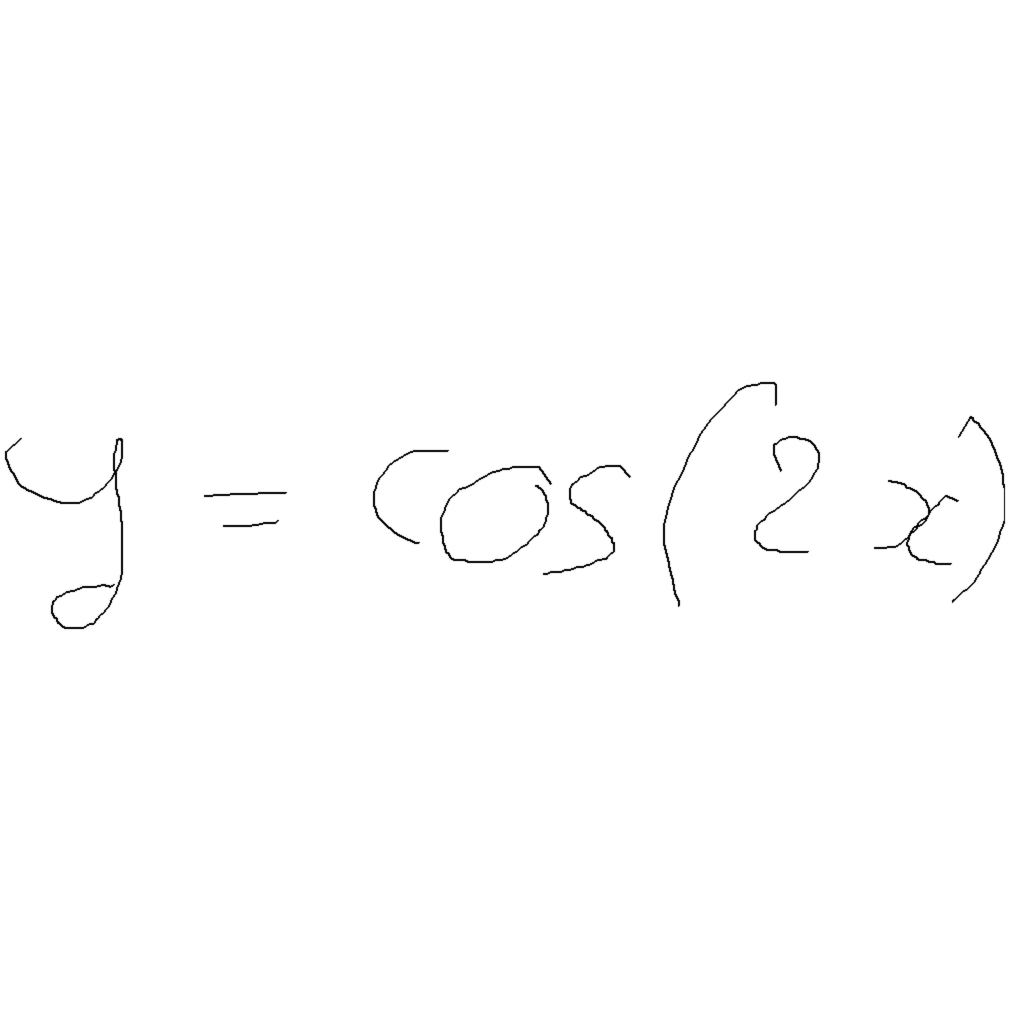 y = cos(2x)